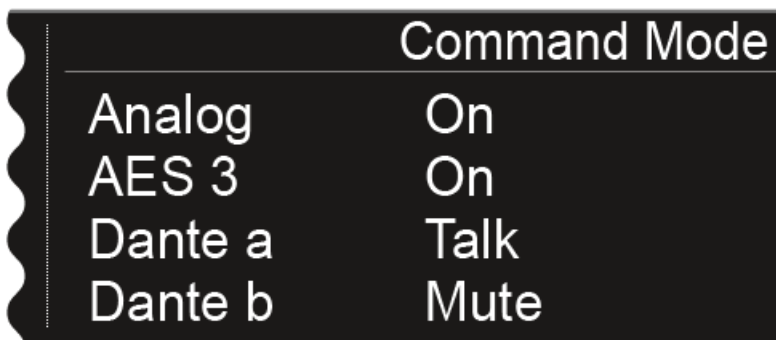 Command Mode
Analog On
AES 3 On
Dante a Talk
Dante b Mute